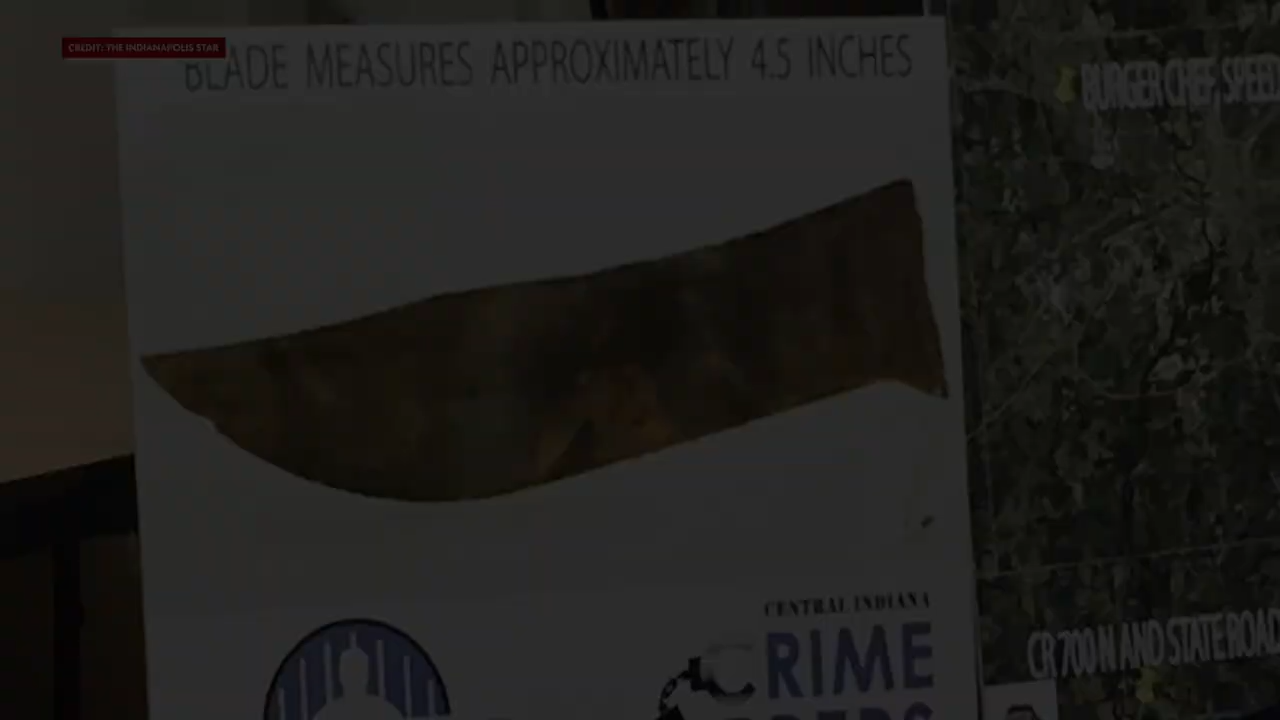 CREDIT: THE INDIANAPOLIS STAR
BLADE MEASURES APPROXIMATELY 4.5 INCHES
BURGER CHEF, SPEED
CENTRAL INDIANA
CRIME
CR 700 N AND STATE ROAD